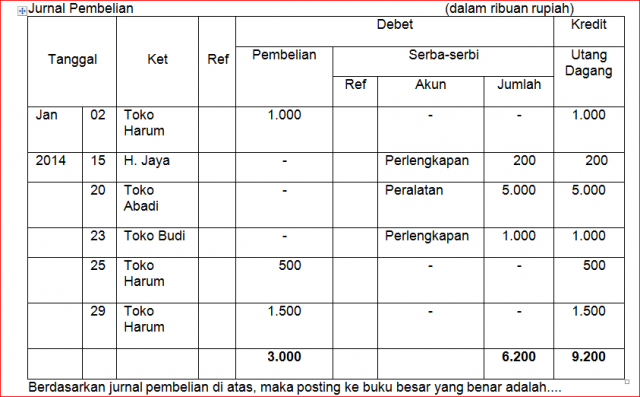 Jurnal Pembelian (dalam ribuan rupiah)
Tanggal Ket Ref Debet Kredit
Pembelian Serba-serbi Utang Dagang
Ref Akun Jumlah
Jan 02 Toko Harum 1.000 - - 1.000
2014 15 H. Jaya - Perlengkapan 200 200
20 Toko Abadi - Peralatan 5.000 5.000
23 Toko Budi - Perlengkapan 1.000 1.000
25 Toko Harum 500 - - 500
29 Toko Harum 1.500 - - 1.500
3.000 6.200 9.200
Berdasarkan jurnal pembelian di atas, maka posting ke buku besar yang benar adalah....